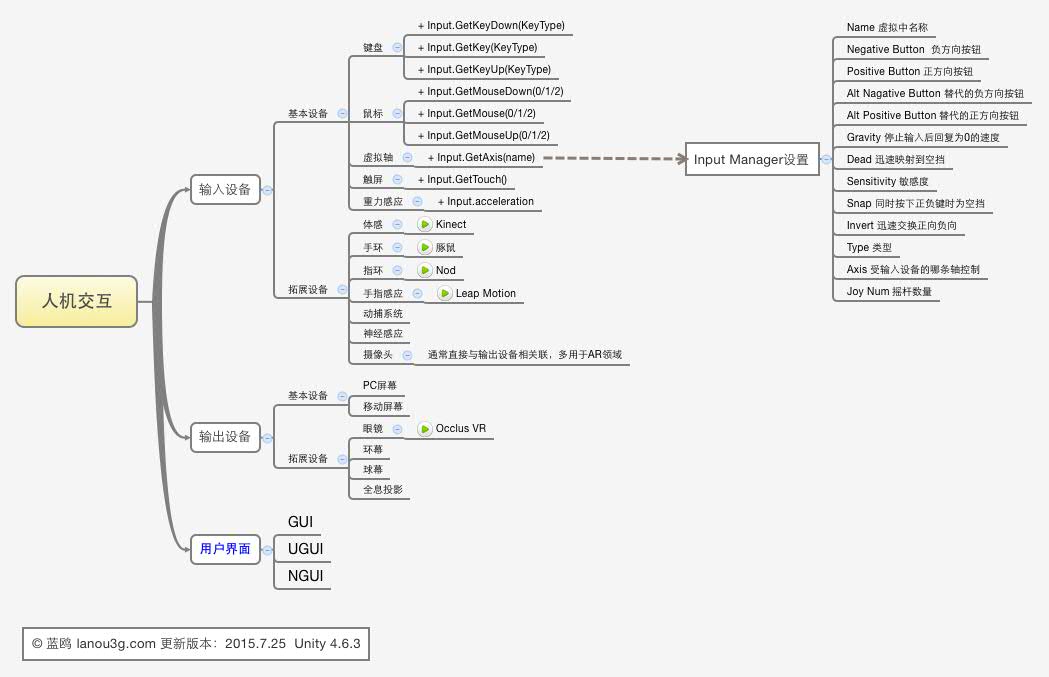 人机交互
输入设备
基本设备
键盘
+ Input.GetKeyDown(KeyType)
+ Input.GetKey(KeyType)
+ Input.GetKeyUp(KeyType)
鼠标
+ Input.GetMouseDown(0/1/2)
+ Input.GetMouse(0/1/2)
+ Input.GetMouseUp(0/1/2)
虚拟轴
+ Input.GetAxis(name)
Input Manager设置
Name 虚拟中名称
Negative Button 负方向按钮
Positive Button 正方向按钮
Alt Nagative Button 替代的负方向按钮
Alt Positive Button 替代的正方向按钮
Gravity 停止输入后回复为0的速度
Dead 迅速映射到空挡
Sensitivity 敏感度
Snap 同时按下正负键时为空挡
Invert 迅速交换正向负向
Type 类型
Axis 受输入设备的哪条轴控制
Joy Num 摇杆数量
触屏
+ Input.GetTouch()
重力感应
+ Input.acceleration
拓展设备
体感
Kinect
手环
豚鼠
指环
Nod
手指感应
Leap Motion
动捕系统
神经感应
摄像头
通常直接与输出设备相关联，多用于AR领域
输出设备
基本设备
PC屏幕
移动屏幕
拓展设备
眼镜
Occlus VR
环幕
球幕
全息投影
用户界面
GUI
UGUI
NGUI
© 蓝鸥 lanou3g.com 更新版本：2015.7.25 Unity 4.6.3